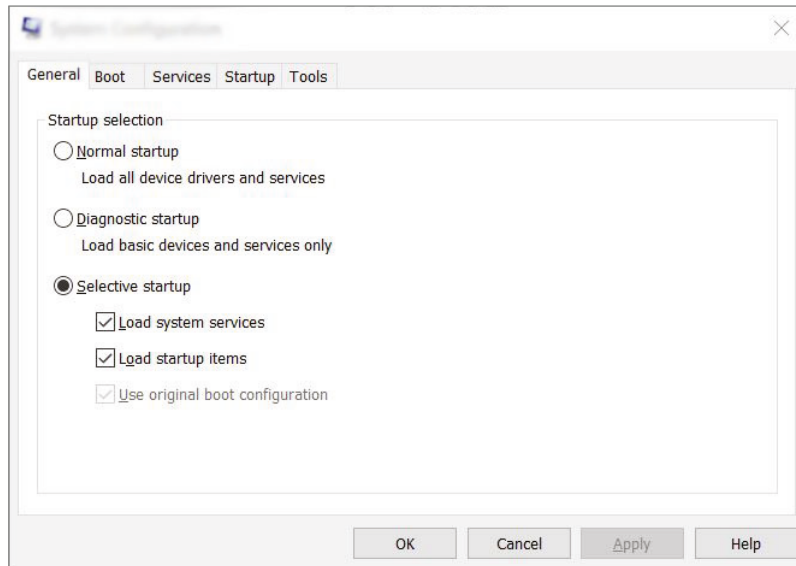 General Boot Services Startup Tools
Startup selection
Normal startup
Load all device drivers and services
Diagnostic startup
Load basic devices and services only
Selective startup
Load system services
Load startup items
Use original boot configuration
OK Cancel Apply Help